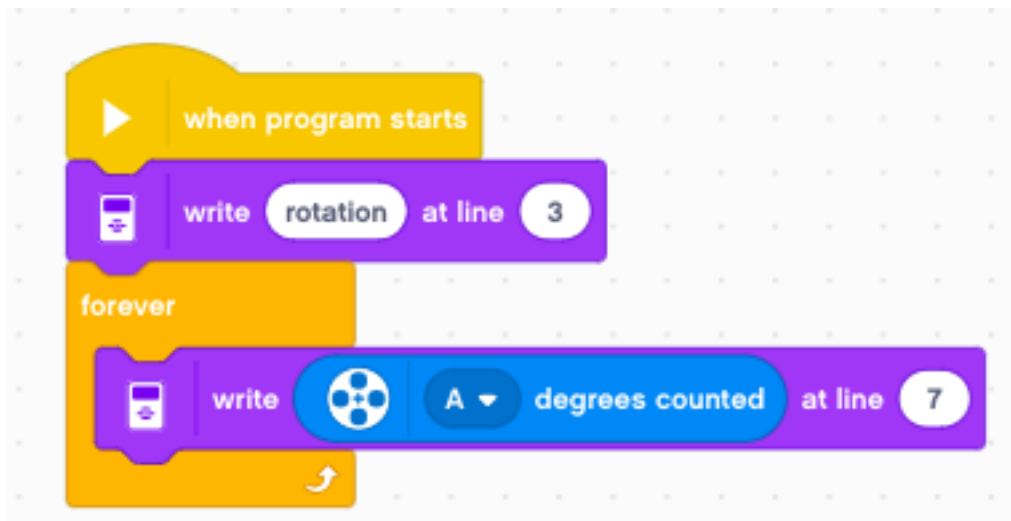 when program starts
write rotation at line 3
forever
write A degrees counted at line 7